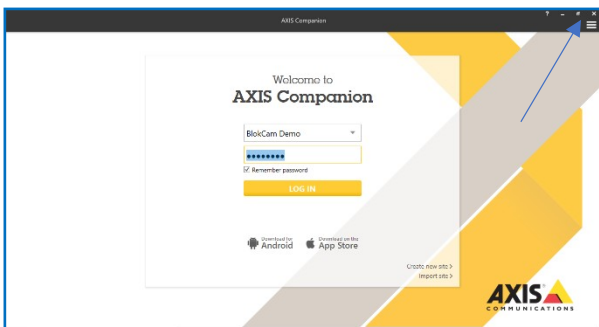 AXIS Companion
?
Welcome to
AXIS Companion
BlokCam Demo
••••••••
Remember password
LOG IN
Download for
Android
Download on the
App Store
Create new site >
Import site >
AXIS
COMMUNICATIONS